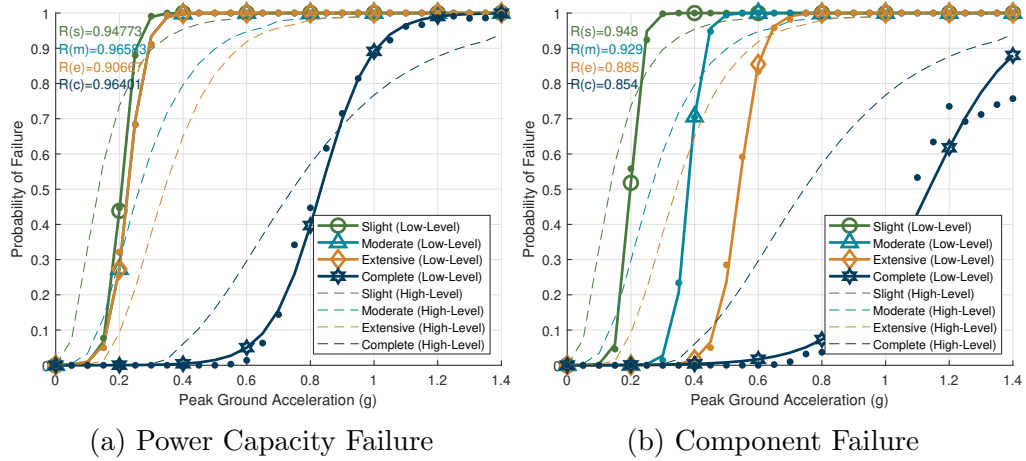 1
0.9
0.8
0.7
0.6
0.5
0.4
0.3
0.2
0.1
0
Probability of Failure
R(s)=0.94773
R(m)=0.96583
R(e)=0.90667
R(c)=0.96401
Slight (Low-Level)
Moderate (Low-Level)
Extensive (Low-Level)
Complete (Low-Level)
Slight (High-Level)
Moderate (High-Level)
Extensive (High-Level)
Complete (High-Level)
0 0.2 0.4 0.6 0.8 1 1.2 1.4
Peak Ground Acceleration (g)
(a) Power Capacity Failure
1
0.9
0.8
0.7
0.6
0.5
0.4
0.3
0.2
0.1
0
Probability of Failure
R(s)=0.948
R(m)=0.929
R(e)=0.885
R(c)=0.854
Slight (Low-Level)
Moderate (Low-Level)
Extensive (Low-Level)
Complete (Low-Level)
Slight (High-Level)
Moderate (High-Level)
Extensive (High-Level)
Complete (High-Level)
0 0.2 0.4 0.6 0.8 1 1.2 1.4
Peak Ground Acceleration (g)
(b) Component Failure